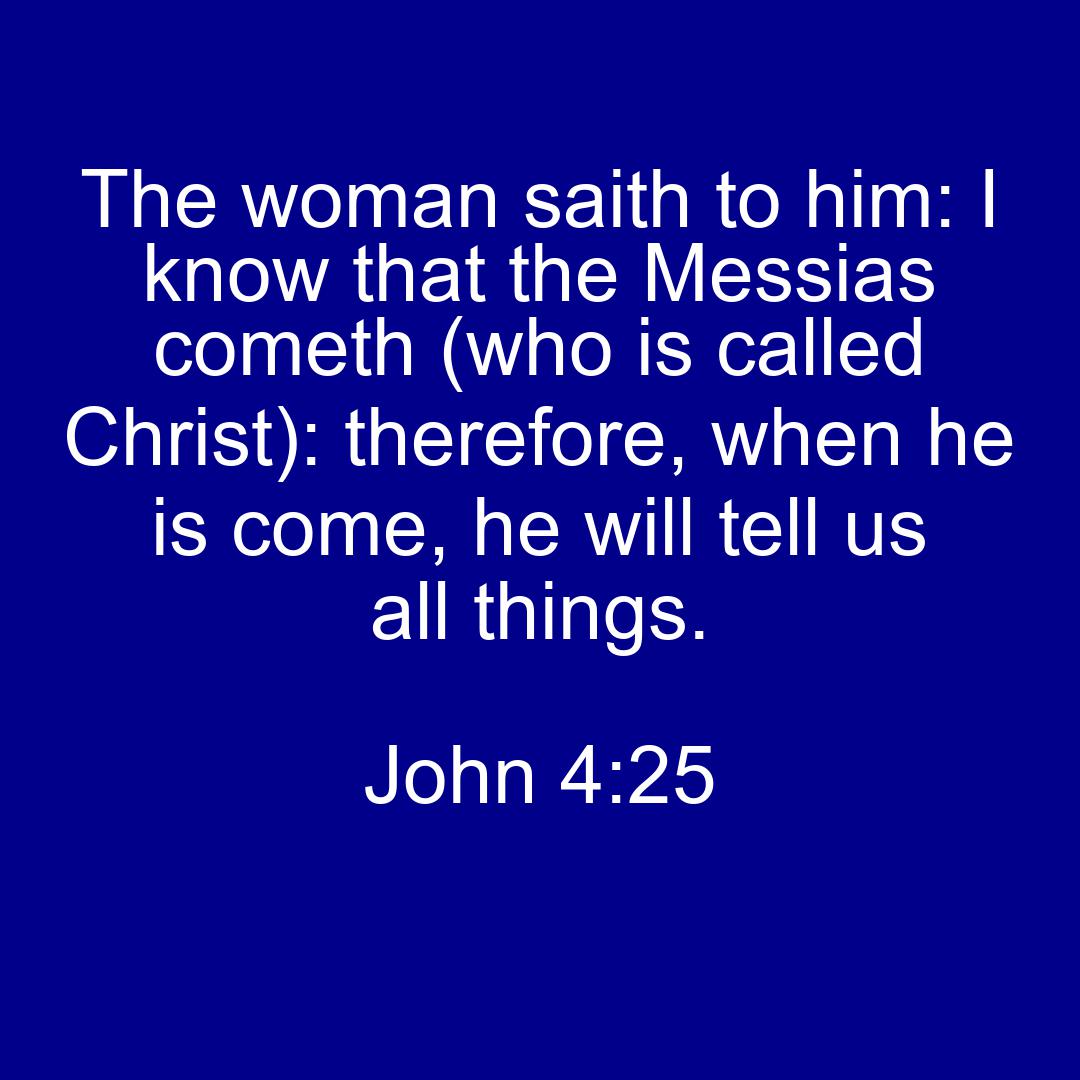 The woman saith to him: I
know that the Messias
cometh (who is called
Christ): therefore, when he
is come, he will tell us
all things.
John 4:25